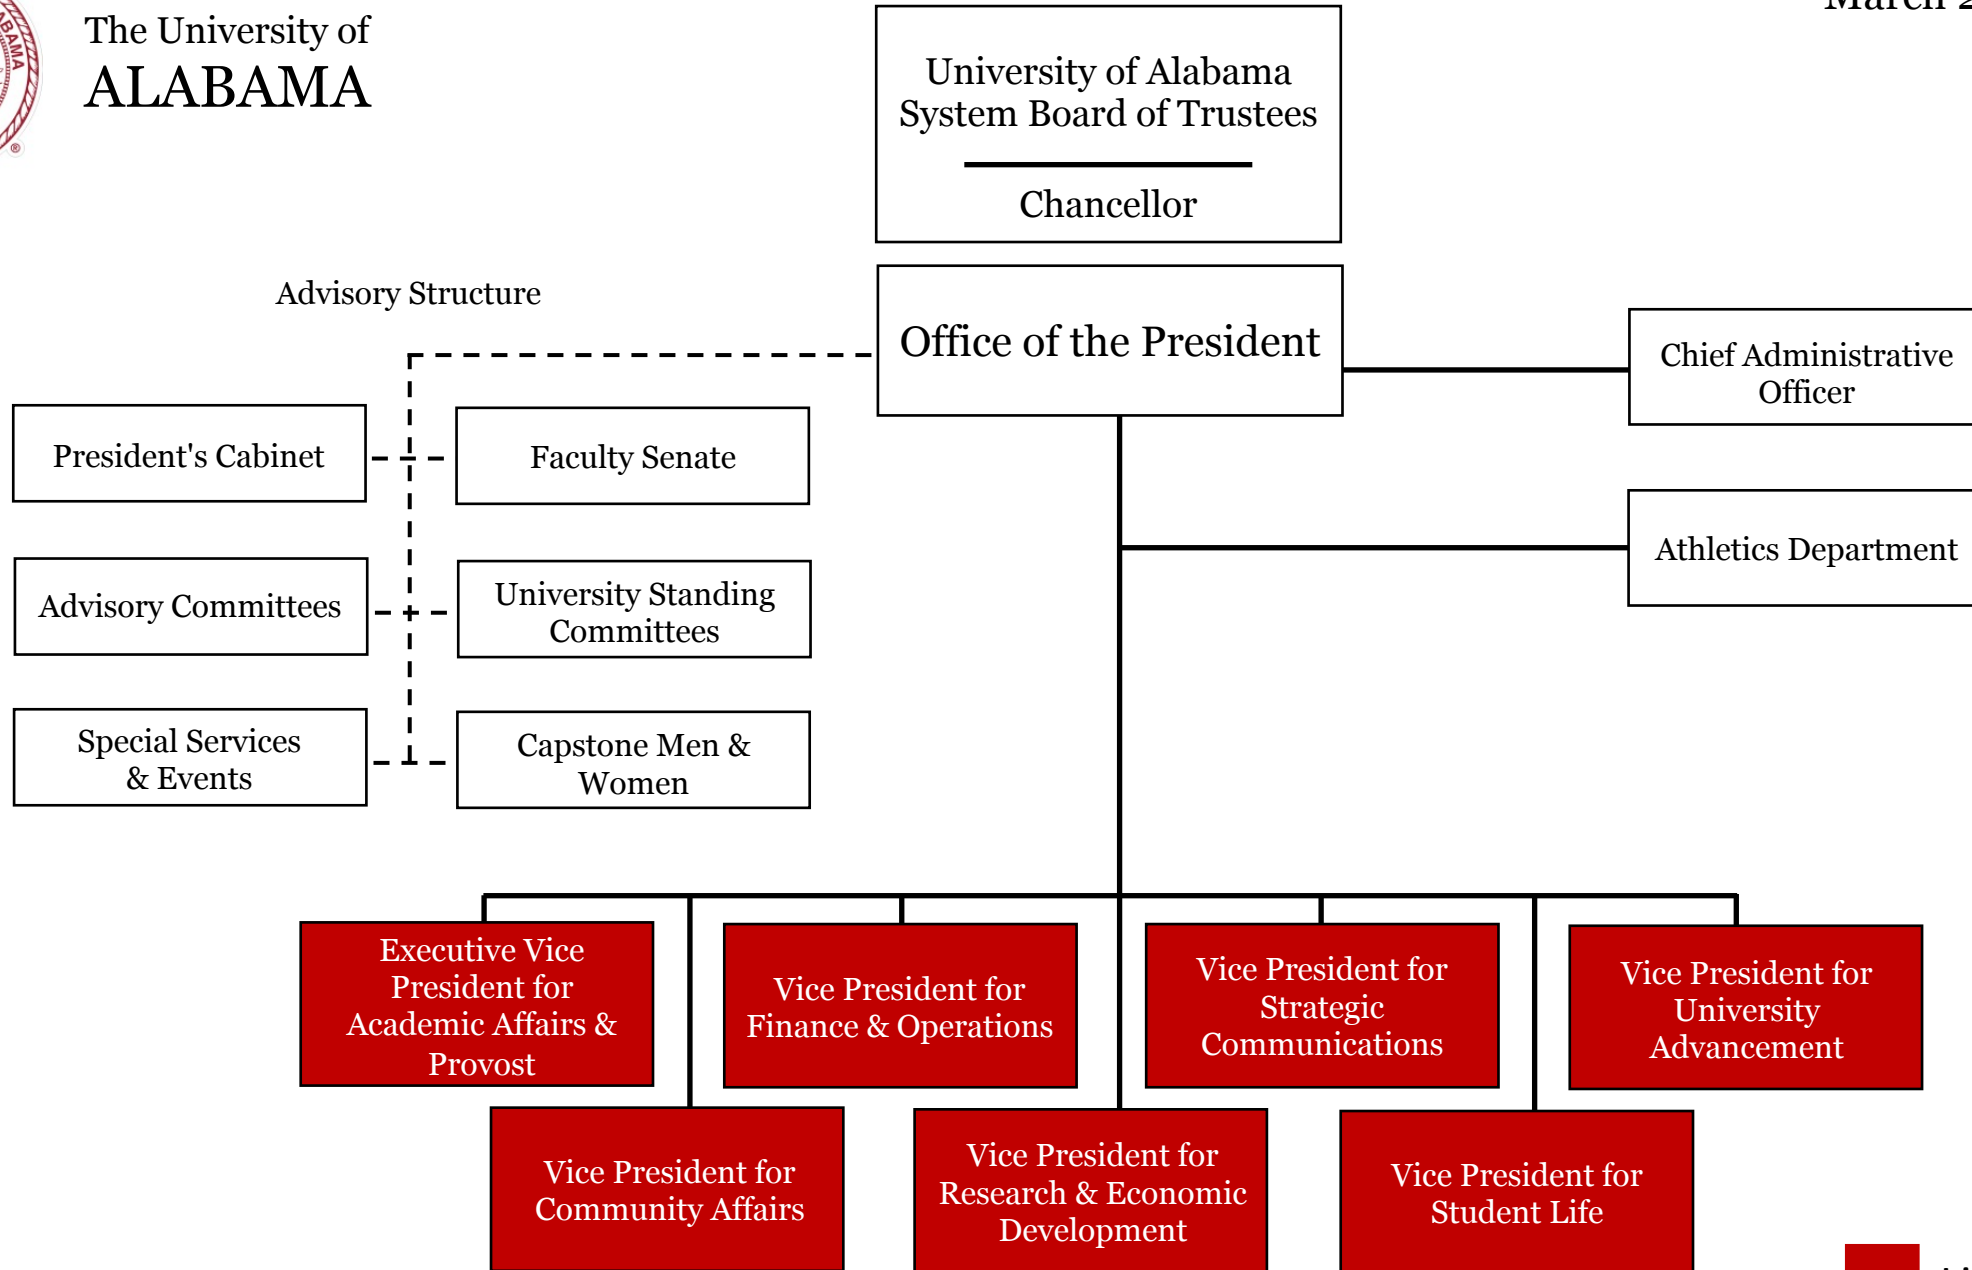 The University of
ALABAMA
ALABAMA
®
March
University of Alabama
System Board of Trustees
Chancellor
Advisory Structure
Office of the President
Chief Administrative
Officer
President's Cabinet
Faculty Senate
Athletics Department
Advisory Committees
University Standing
Committees
Special Services
& Events
Capstone Men &
Women
Executive Vice
President for
Academic Affairs &
Provost
Vice President for
Finance & Operations
Vice President for
Strategic
Communications
Vice President for
University
Advancement
Vice President for
Community Affairs
Vice President for
Research & Economic
Development
Vice President for
Student Life